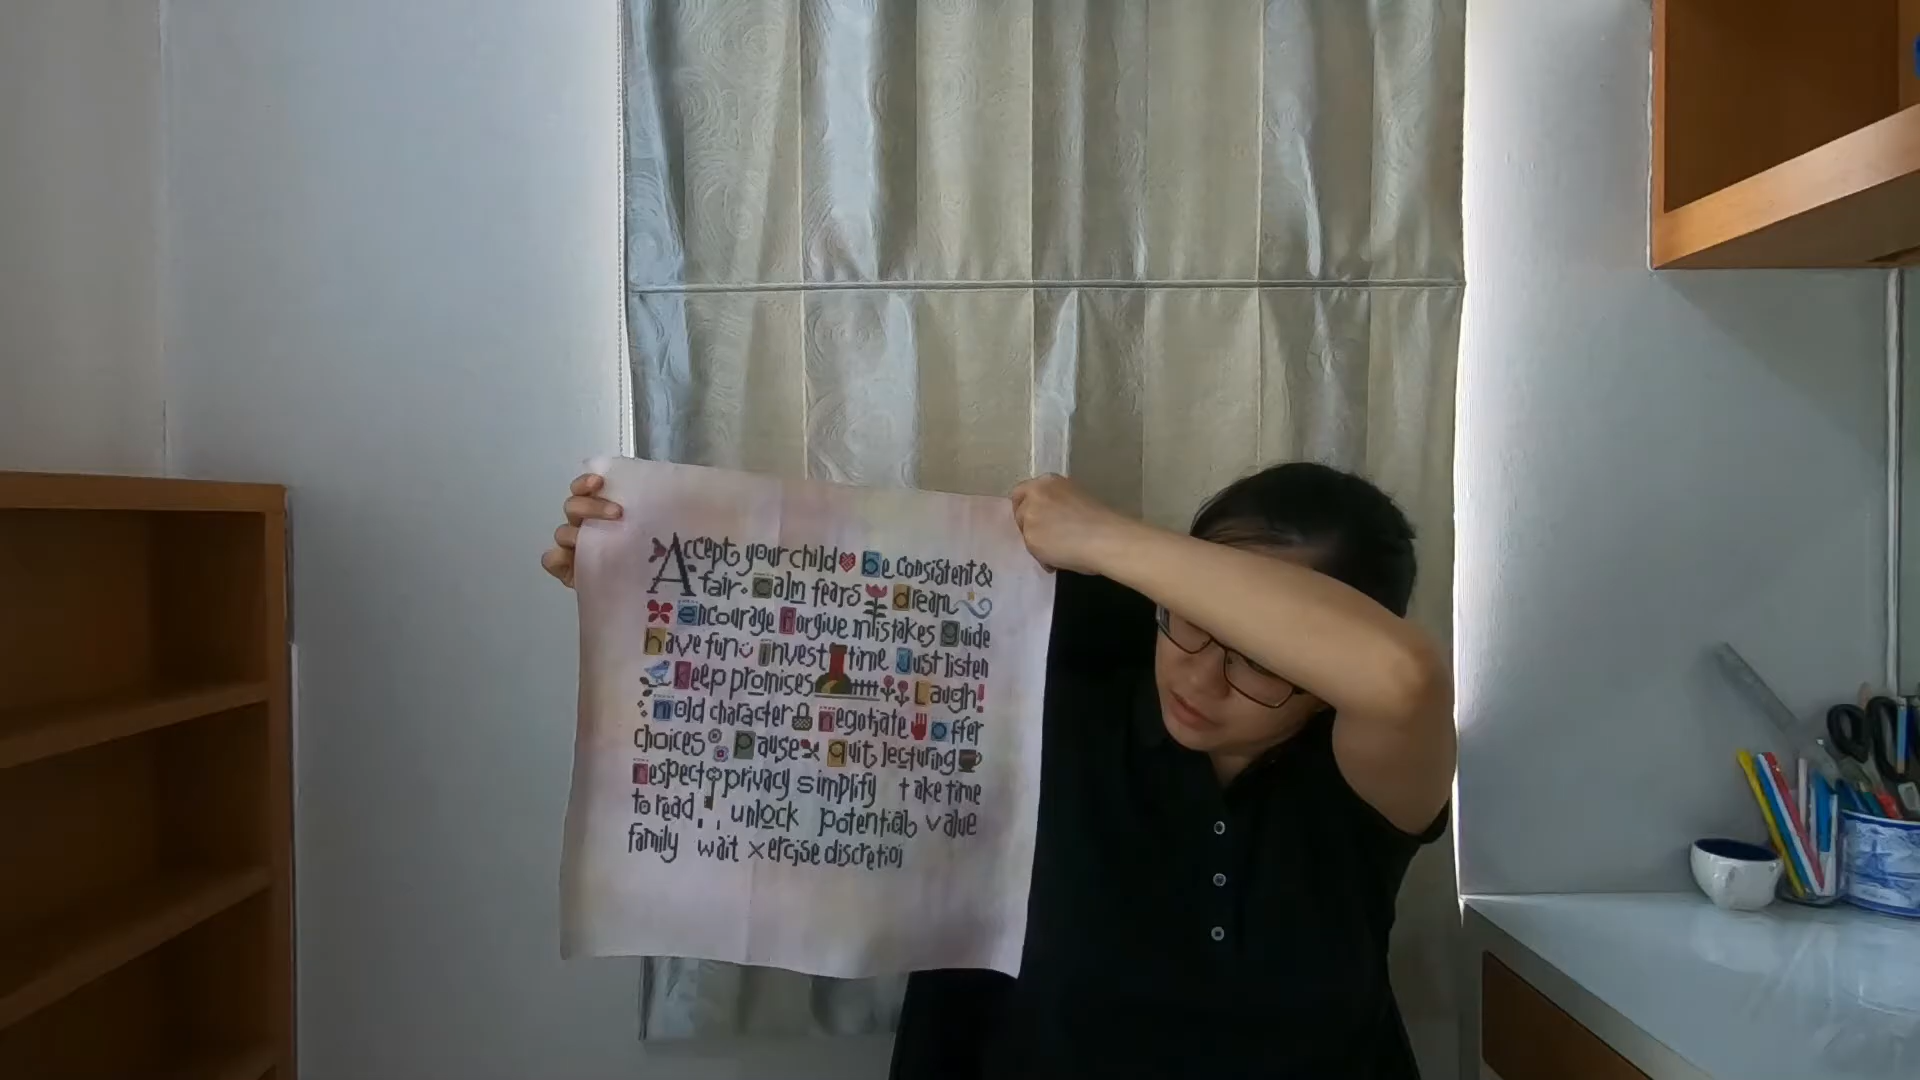 Accept your child be consistent &
fair. calm fears dream
encourage forgive mistakes guide
have fun invest time Just listen
keep promises Laugh!
mold character negotiate offer
choices pause quit lecturing
respect privacy simplify take time
to read unlock potential value
family wait xercise discretion